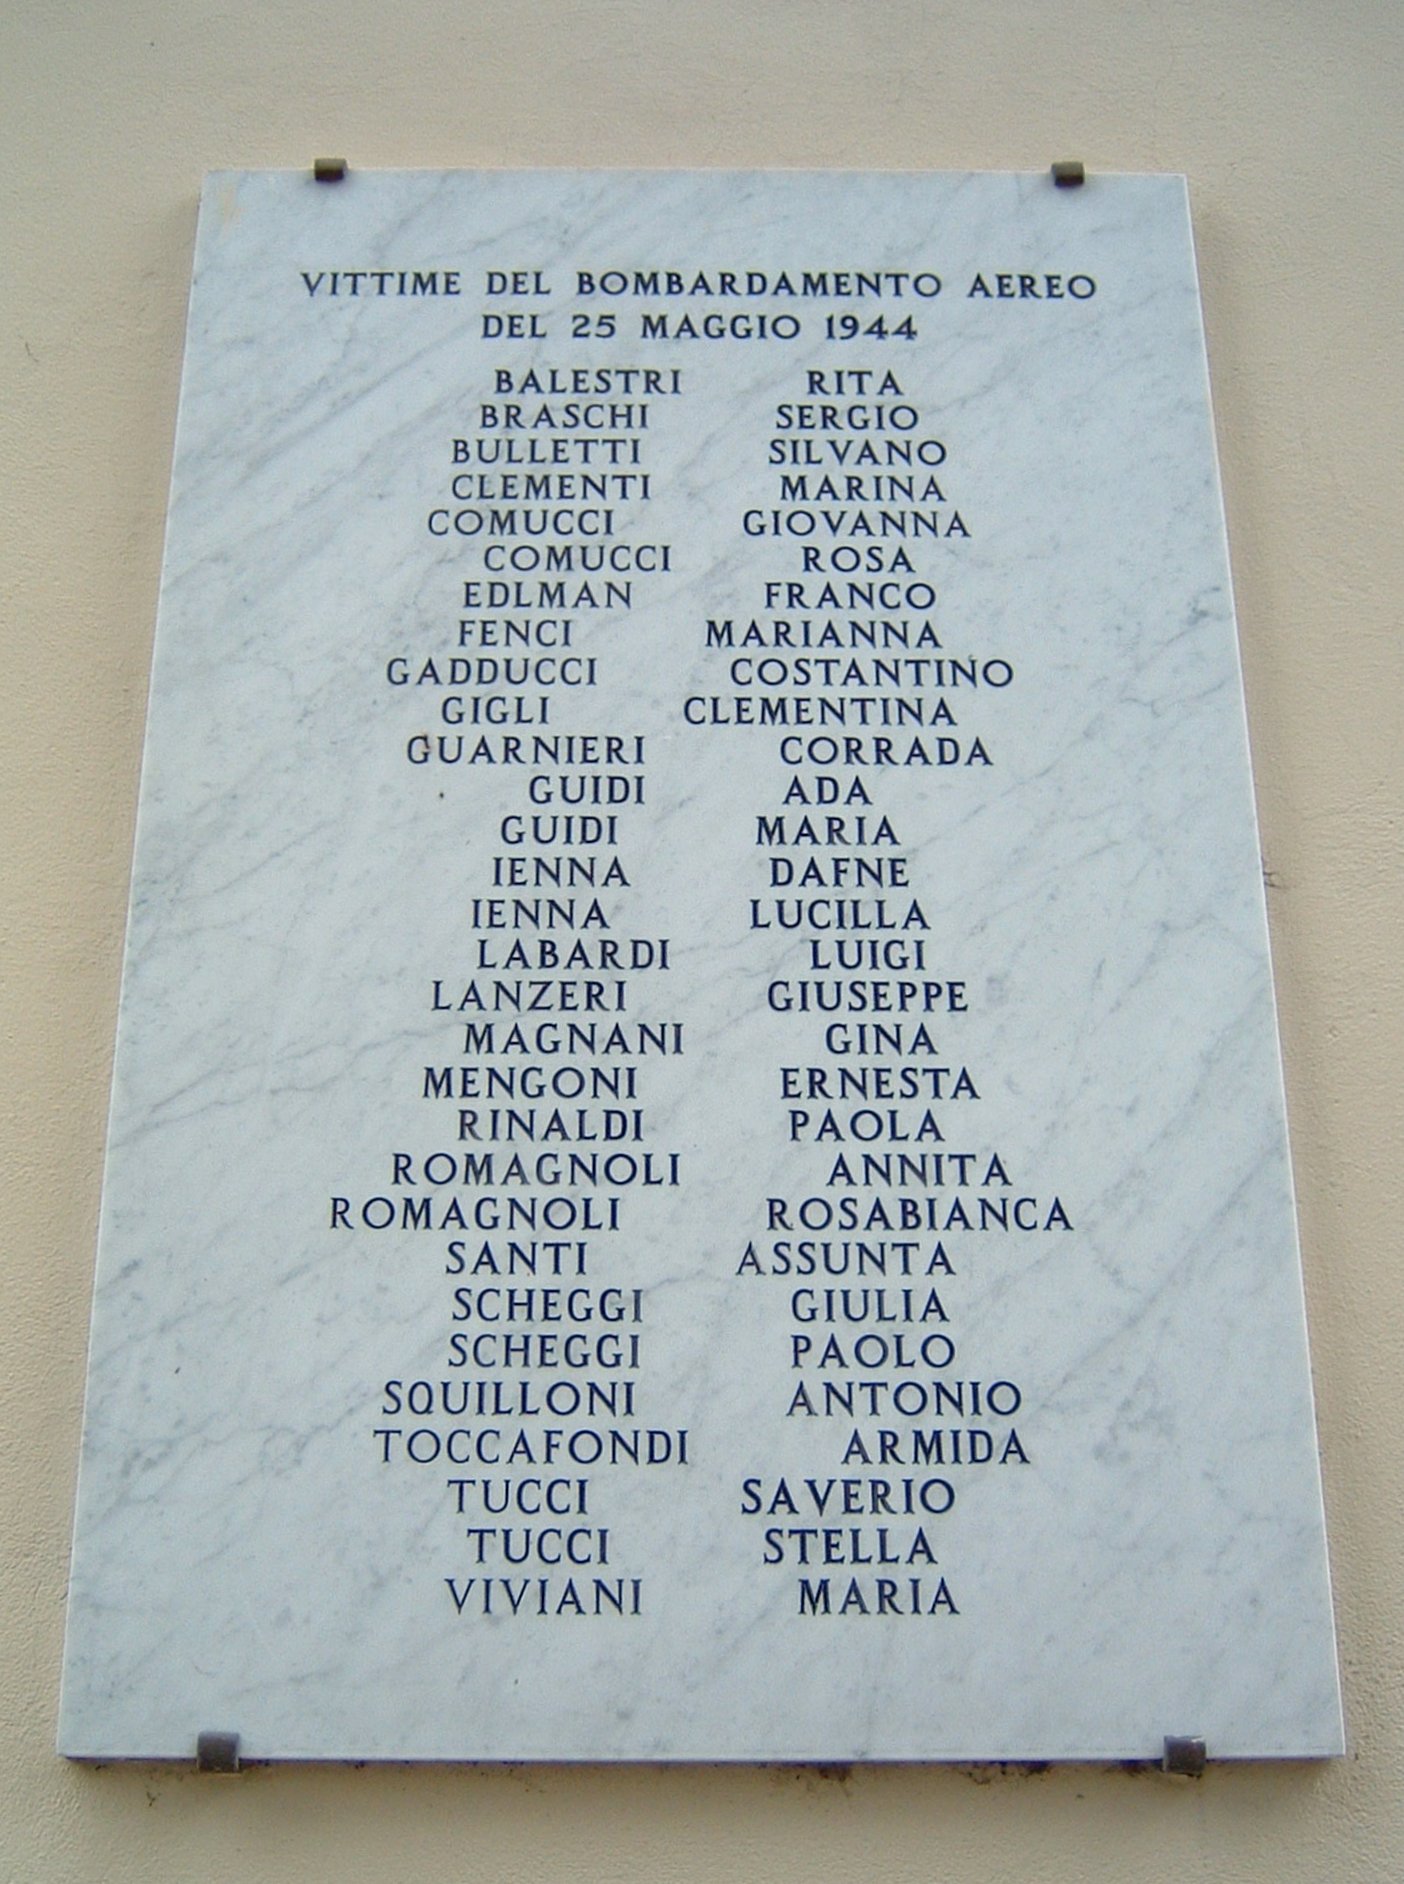 VITTIME DEL BOMBARDAMENTO AEREO
DEL 25 MAGGIO 1944
BALESTRI RITA
BRASCHI SERGIO
BULLETTI SILVANO
CLEMENTI MARINA
COMUCCI GIOVANNA
COMUCCI ROSA
EDLMAN FRANCO
FENCI MARIANNA
GADDUCCI COSTANTINO
GIGLI CLEMENTINA
GUARNIERI CORRADA
GUIDI ADA
GUIDI MARIA
IENNA DAFNE
IENNA LUCILLA
LABARDI LUIGI
LANZERI GIUSEPPE
MAGNANI GINA
MENGONI ERNESTA
RINALDI PAOLA
ROMAGNOLI ANNITA
ROMAGNOLI ROSABIANCA
SANTI ASSUNTA
SCHEGGI GIULIA
SCHEGGI PAOLO
SQUILLONI ANTONIO
TOCCAFONDI ARMIDA
TUCCI SAVERIO
TUCCI STELLA
VIVIANI MARIA